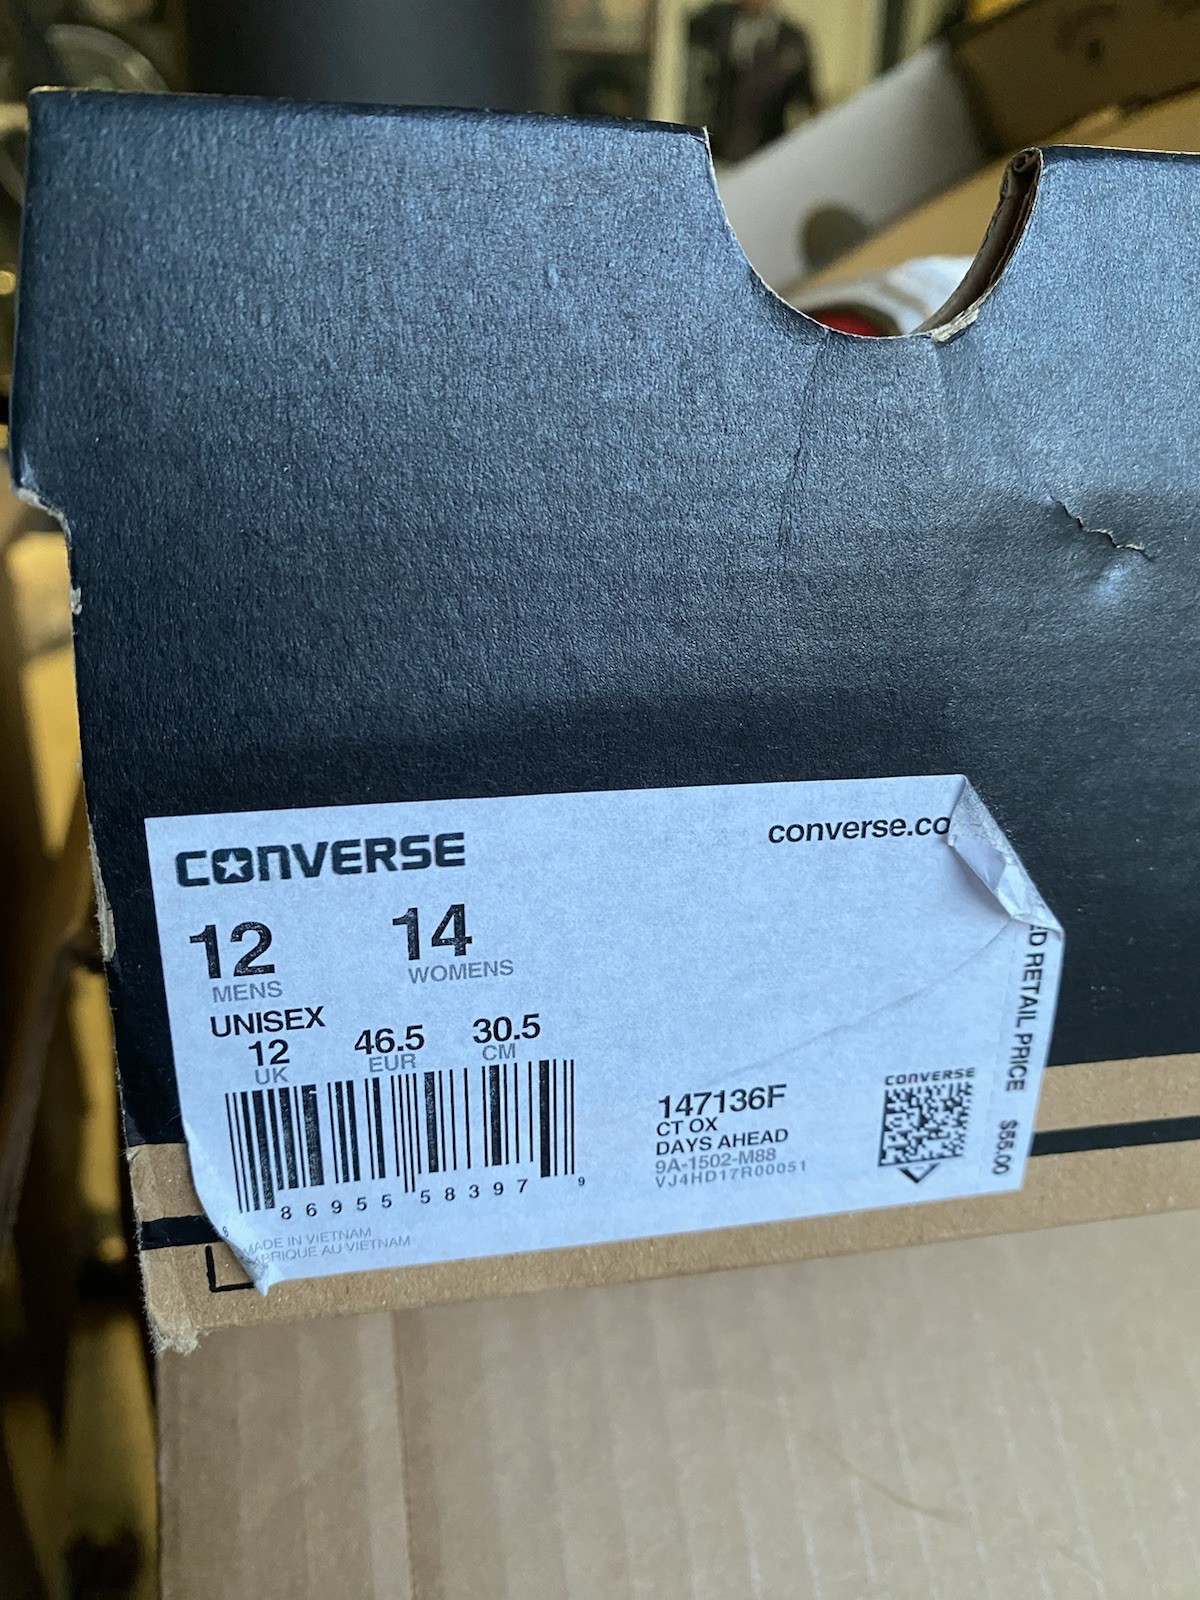 CONVERSE
converse.co
12 14
MENS WOMENS
UNISEX
12 46.5 30.5
UK EUR CM
147136F
CT OX
DAYS AHEAD
9A-1502-M88
VJ4HD17R00051
CONVERSE
RETAIL PRICE $55.00
86955 58397 9
MADE IN VIETNAM
AU VIETNAM